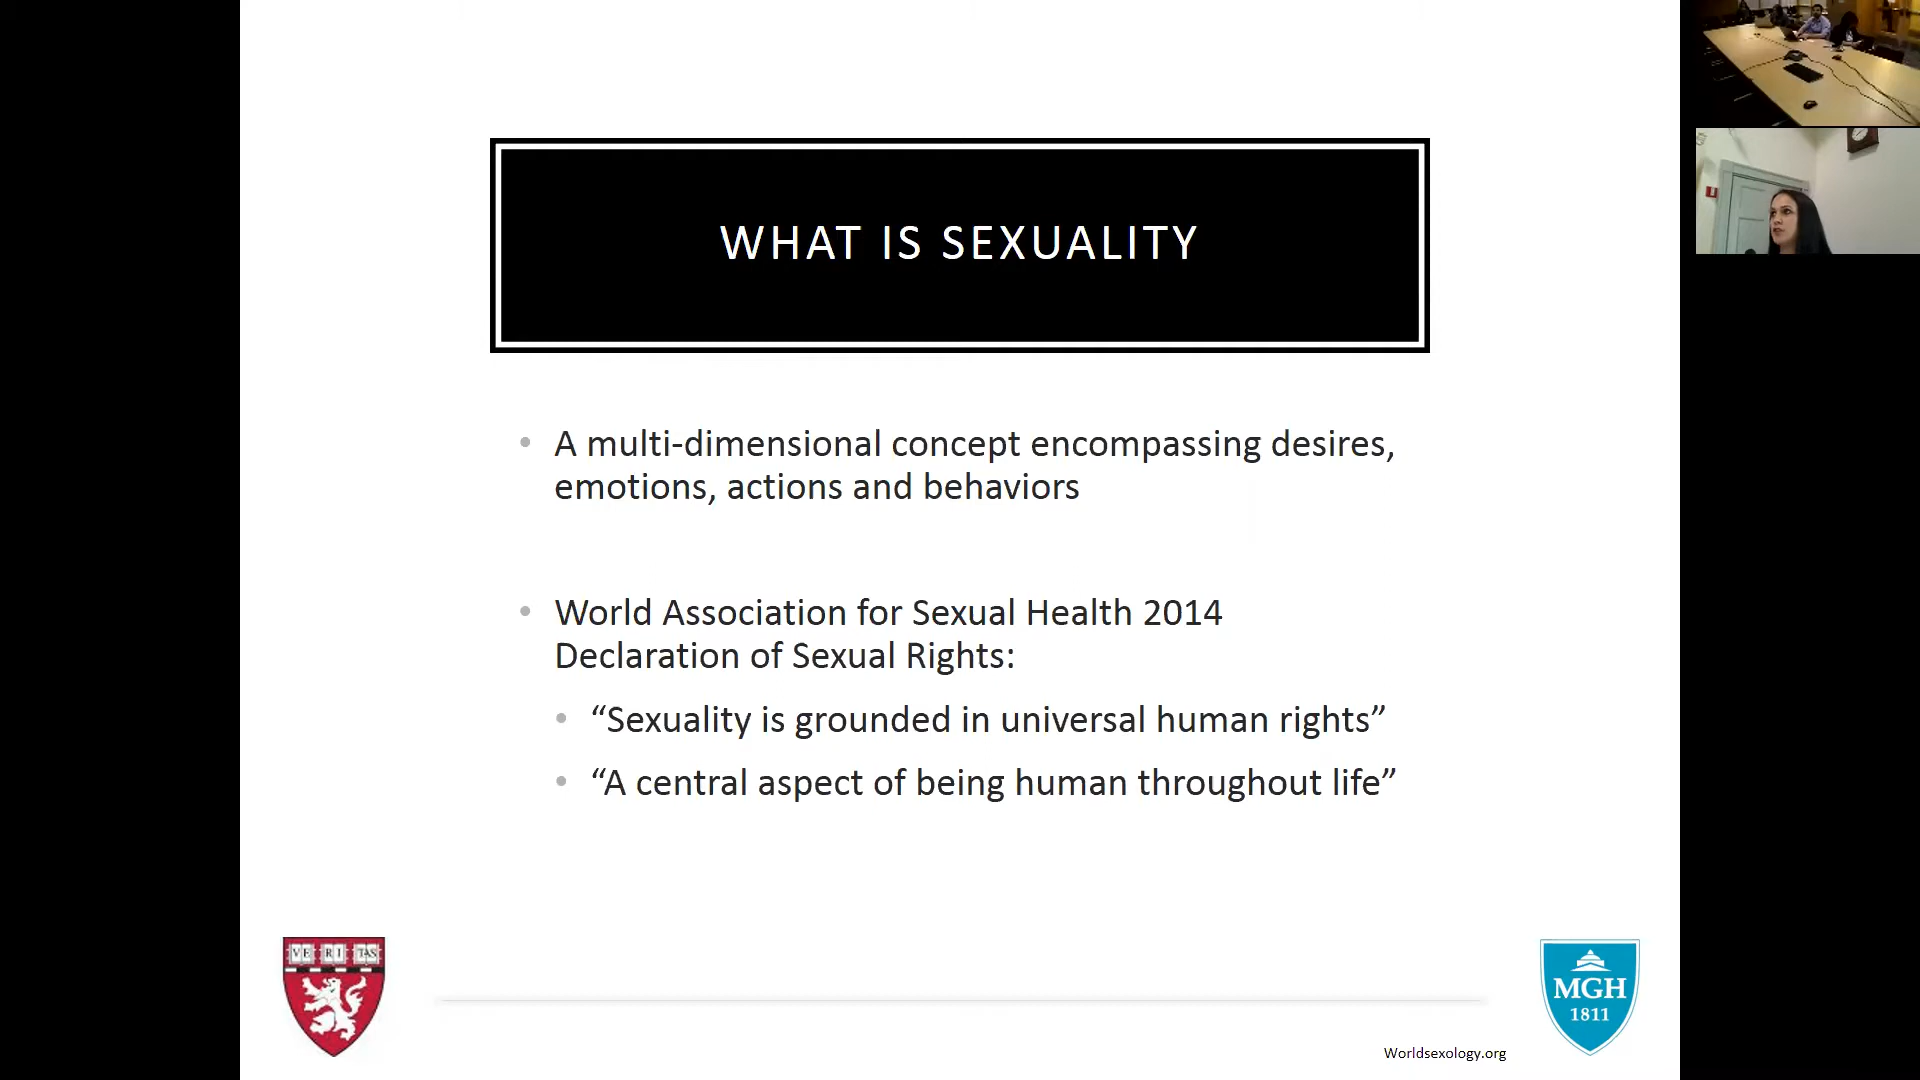 WHAT IS SEXUALITY
• A multi-dimensional concept encompassing desires,
emotions, actions and behaviors
• World Association for Sexual Health 2014
Declaration of Sexual Rights:
• “Sexuality is grounded in universal human rights”
• “A central aspect of being human throughout life”
VE RI TAS
MGH
1811
Worldsexology.org